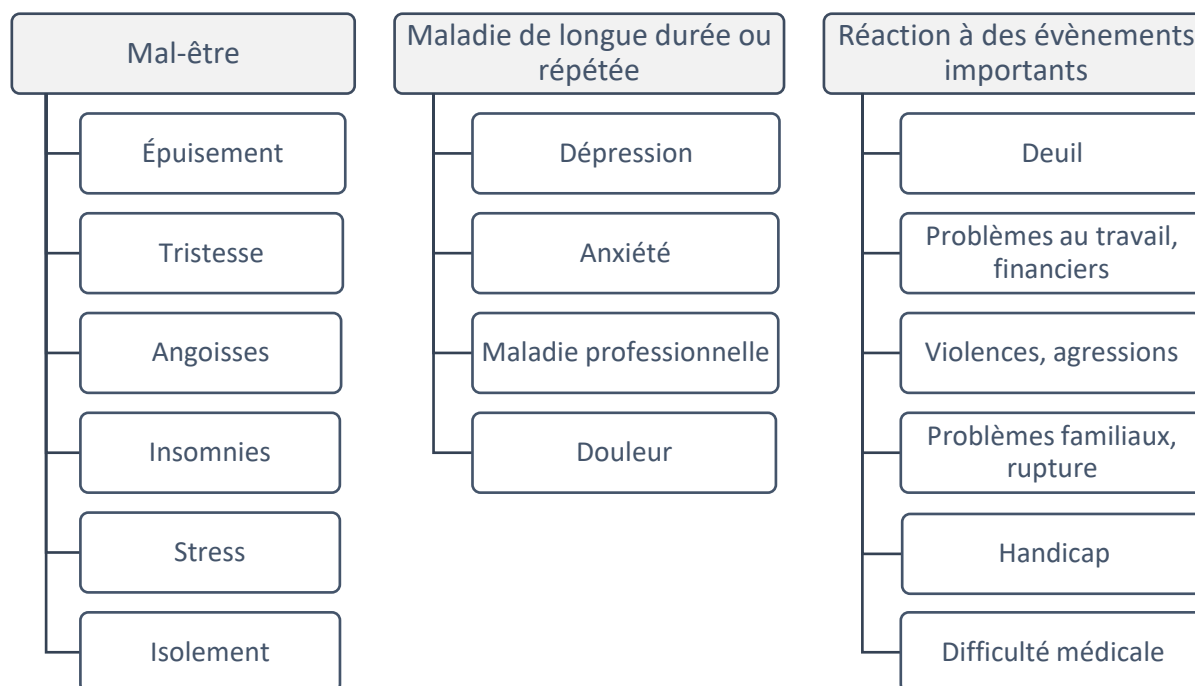 Mal-être
Épuisement
Tristesse
Angoisses
Insomnies
Stress
Isolement
Maladie de longue durée ou
répétée
Dépression
Anxiété
Maladie professionnelle
Douleur
Réaction à des évènements
importants
Deuil
Problèmes au travail,
financiers
Violences, agressions
Problèmes familiaux,
rupture
Handicap
Difficulté médicale